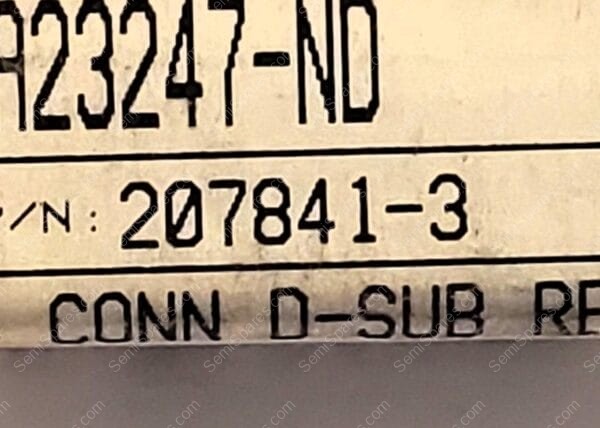 A23247-ND
P/N: 207841-3
CONN D-SUB RE